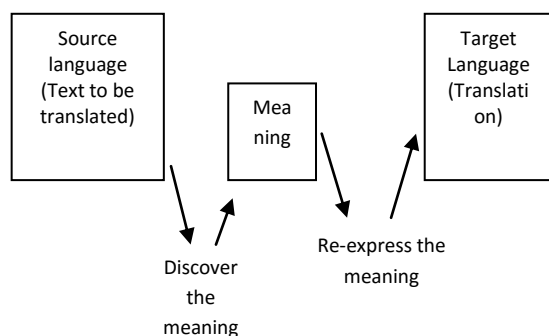 Source
language
(Text to be
translated)
Mea
ning
Target
Language
(Translati
on)
Discover
the
meaning
Re-express the
meaning